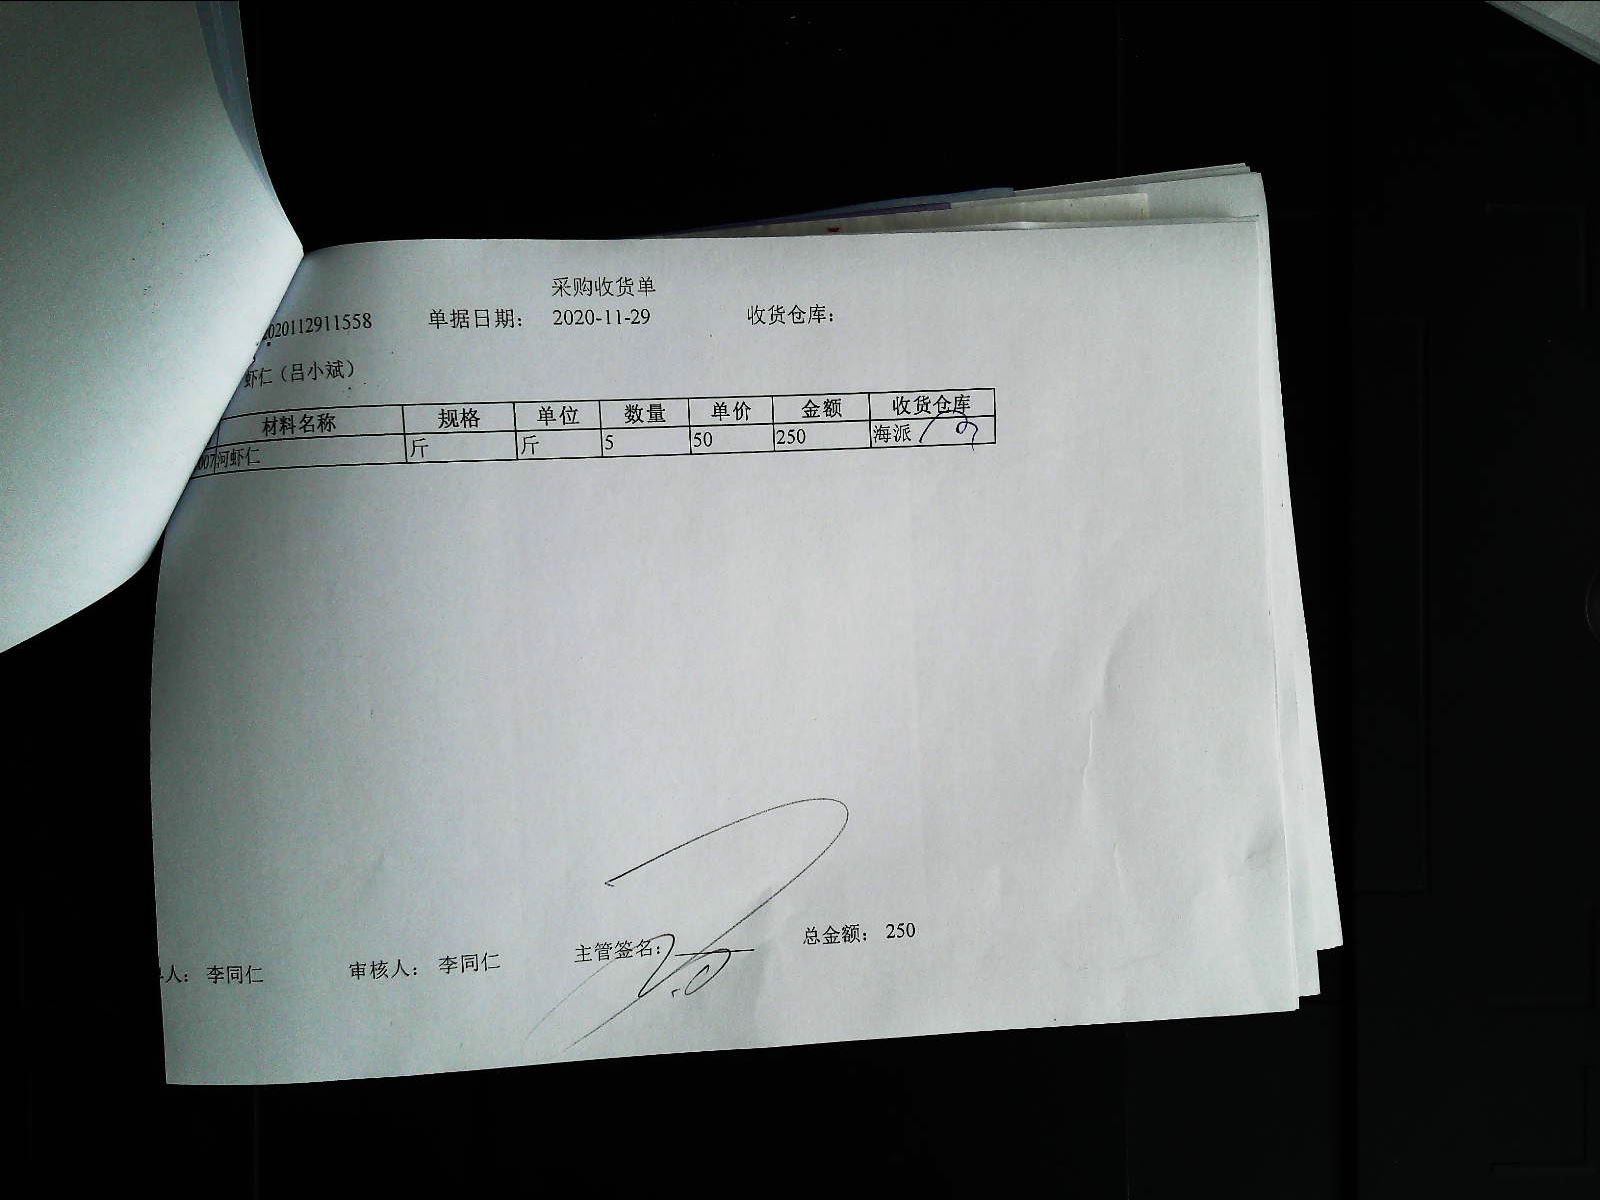 采购收货单
2020112911558 单据日期： 2020-11-29 收货仓库：
虾仁（吕小斌）
材料名称 规格 单位 数量 单价 金额 收货仓库
007 河虾仁 斤 斤 5 50 250 海派
人： 李同仁 审核人： 李同仁 主管签名： 总金额： 250